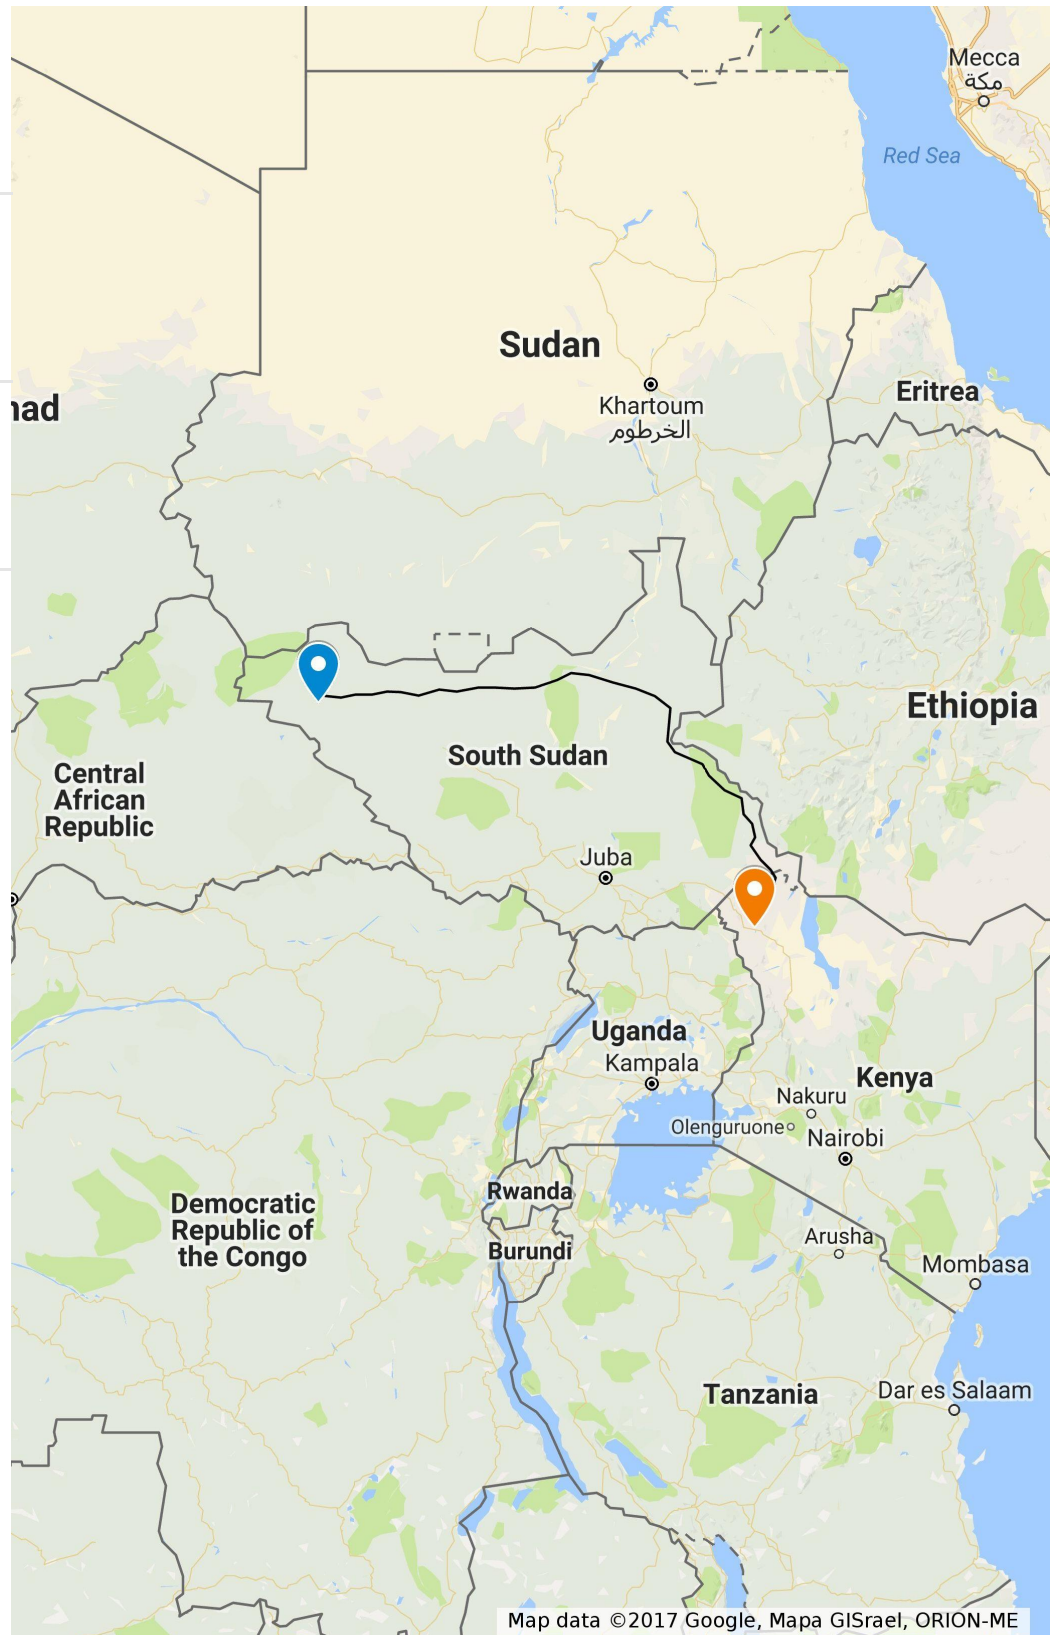 Mecca
مكة
Red Sea
Sudan
Eritrea
Khartoum
الخرطوم
had
Ethiopia
South Sudan
Central
African
Republic
Juba
Uganda
Kampala
Kenya
Nakuru
Olenguruone
Nairobi
Rwanda
Democratic
Republic of
the Congo
Burundi
Arusha
Mombasa
Tanzania
Dar es Salaam
Map data ©2017 Google, Mapa GISrael, ORION-ME